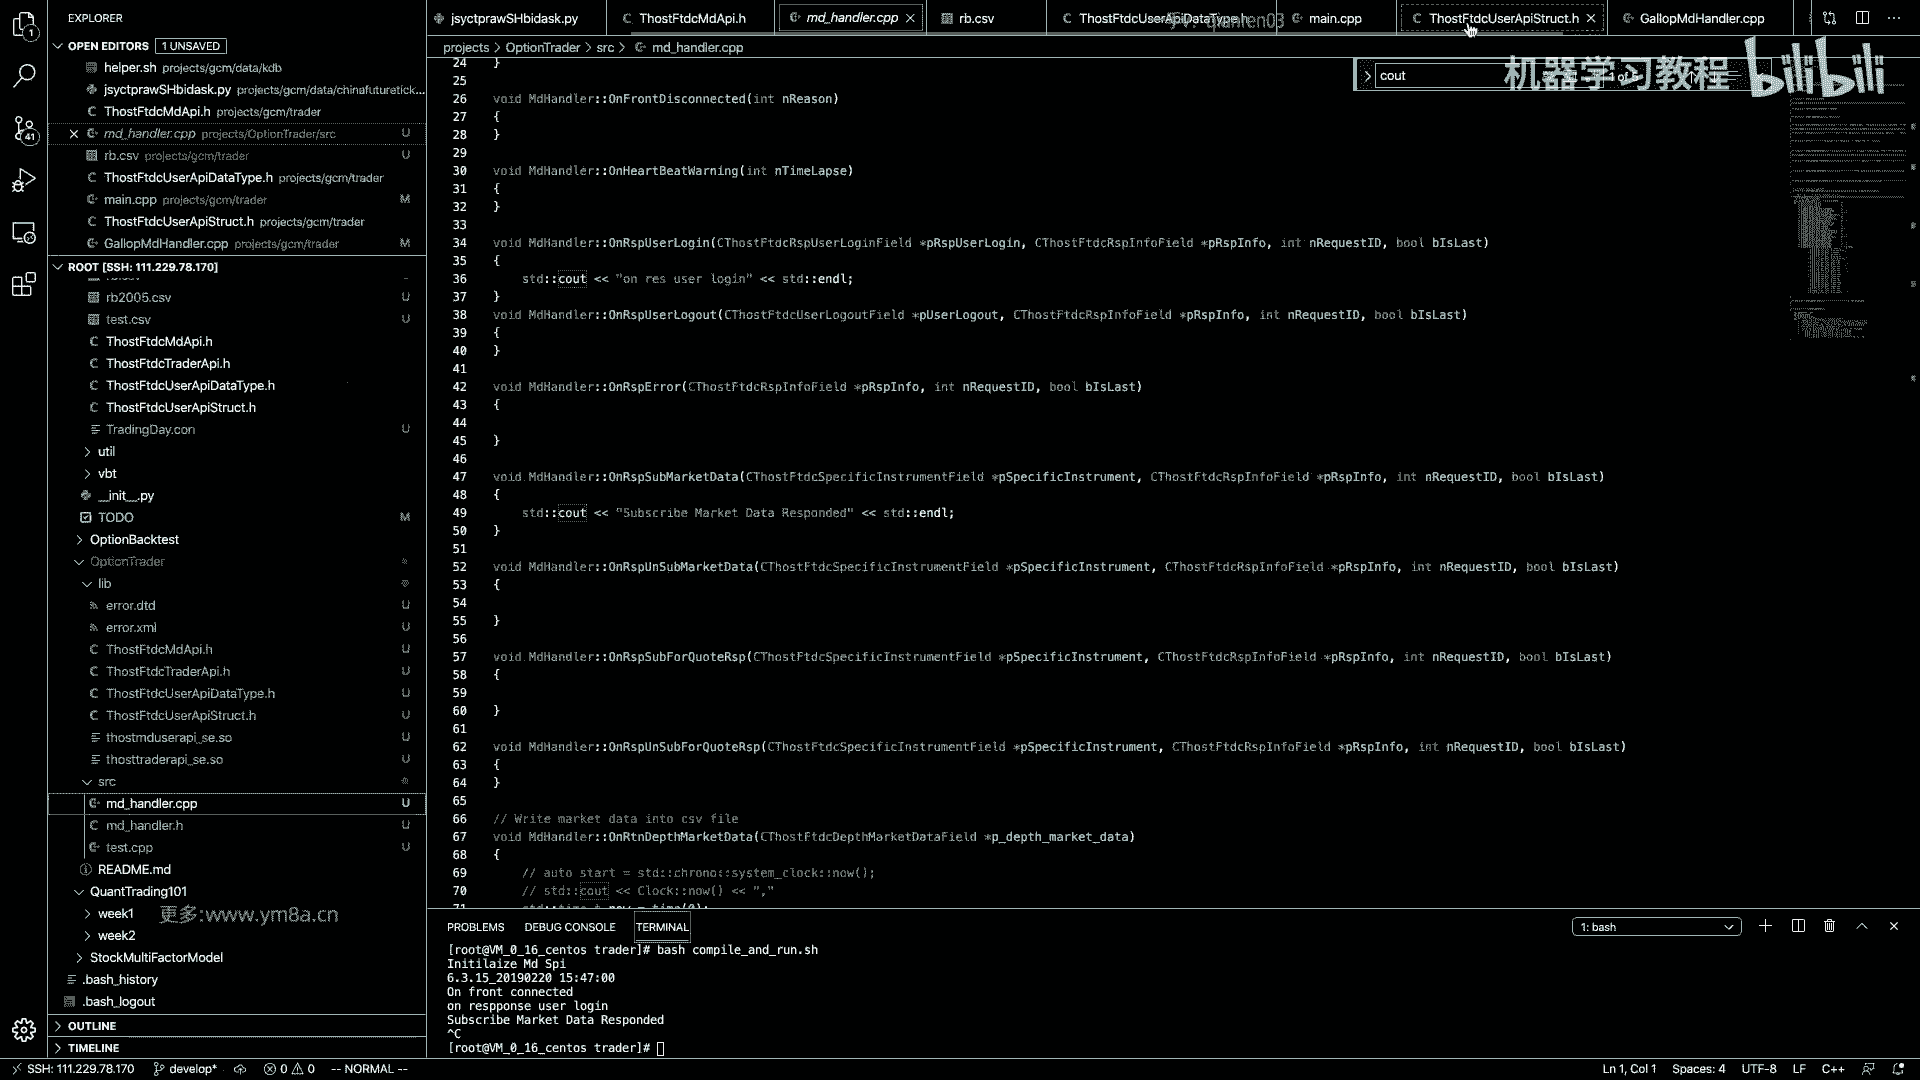 EXPLORER
OPEN EDITORS 1 UNSAVED
helper.sh projects/gcm/data/kdb
jsyctprawSHbidask.py projects/gcm/data/chinafuturetick...
ThostFtdcMdApi.h projects/gcm/trader
md_handler.cpp projects/OptionTrader/src U
rb.csv projects/gcm/trader U
ThostFtdcUserApiDataType.h projects/gcm/trader
main.cpp projects/gcm/trader M
ThostFtdcUserApiStruct.h projects/gcm/trader
GallopMdHandler.cpp projects/gcm/trader M
ROOT [SSH: 111.229.78.170]
rb2005.csv U
test.csv U
ThostFtdcMdApi.h
ThostFtdcTraderApi.h
ThostFtdcUserApiDataType.h
ThostFtdcUserApiStruct.h
TradingDay.con U
util
vbt
__init__.py
TODO M
OptionBacktest
OptionTrader
lib
error.dtd U
error.xml U
ThostFtdcMdApi.h U
ThostFtdcTraderApi.h U
ThostFtdcUserApiDataType.h U
ThostFtdcUserApiStruct.h U
thostmduserapi_se.so U
thosttraderapi_se.so U
src
md_handler.cpp U
md_handler.h U
test.cpp U
README.md
QuantTrading101
week1
更多:www.ym8a.cn
week2
StockMultiFactorModel
.bash_history
.bash_logout
OUTLINE
TIMELINE
jsyctprawSHbidask.py ThostFtdcMdApi.h md_handler.cpp rb.csv ThostFtdcUserApiDataType.h main.cpp ThostFtdcUserApiStruct.h GallopMdHandler.cpp
projects > OptionTrader > src > md_handler.cpp
cout
机器学习教程 bilibili
24 }
25
26 void MdHandler::OnFrontDisconnected(int nReason)
27 {
28 }
29
30 void MdHandler::OnHeartBeatWarning(int nTimeLapse)
31 {
32 }
33
34 void MdHandler::OnRspUserLogin(CThostFtdcRspUserLoginField *pRspUserLogin, CThostFtdcRspInfoField *pRspInfo, int nRequestID, bool bIsLast)
35 {
36 std::cout << "on res user login" << std::endl;
37 }
38 void MdHandler::OnRspUserLogout(CThostFtdcUserLogoutField *pUserLogout, CThostFtdcRspInfoField *pRspInfo, int nRequestID, bool bIsLast)
39 {
40 }
41
42 void MdHandler::OnRspError(CThostFtdcRspInfoField *pRspInfo, int nRequestID, bool bIsLast)
43 {
44
45 }
46
47 void MdHandler::OnRspSubMarketData(CThostFtdcSpecificInstrumentField *pSpecificInstrument, CThostFtdcRspInfoField *pRspInfo, int nRequestID, bool bIsLast)
48 {
49 std::cout << "Subscribe Market Data Responded" << std::endl;
50 }
51
52 void MdHandler::OnRspUnSubMarketData(CThostFtdcSpecificInstrumentField *pSpecificInstrument, CThostFtdcRspInfoField *pRspInfo, int nRequestID, bool bIsLast)
53 {
54
55 }
56
57 void MdHandler::OnRspSubForQuoteRsp(CThostFtdcSpecificInstrumentField *pSpecificInstrument, CThostFtdcRspInfoField *pRspInfo, int nRequestID, bool bIsLast)
58 {
59
60 }
61
62 void MdHandler::OnRspUnSubForQuoteRsp(CThostFtdcSpecificInstrumentField *pSpecificInstrument, CThostFtdcRspInfoField *pRspInfo, int nRequestID, bool bIsLast)
63 {
64 }
65
66 // Write market data into csv file
67 void MdHandler::OnRtnDepthMarketData(CThostFtdcDepthMarketDataField *p_depth_market_data)
68 {
69 // auto start = std::chrono::system_clock::now();
70 // std::cout << Clock::now() << ","
71 std::time_t now = time(0);
PROBLEMS DEBUG CONSOLE TERMINAL 1: bash
[root@VM_0_16_centos trader]# bash compile_and_run.sh
Initilaize Md Spi
6.3.15_20190220 15:47:00
On front connected
on respponse user login
Subscribe Market Data Responded
^C
[root@VM_0_16_centos trader]#
SSH: 111.229.78.170 develop* 0 0 -- NORMAL -- Ln 1, Col 1 Spaces: 4 UTF-8 LF C++